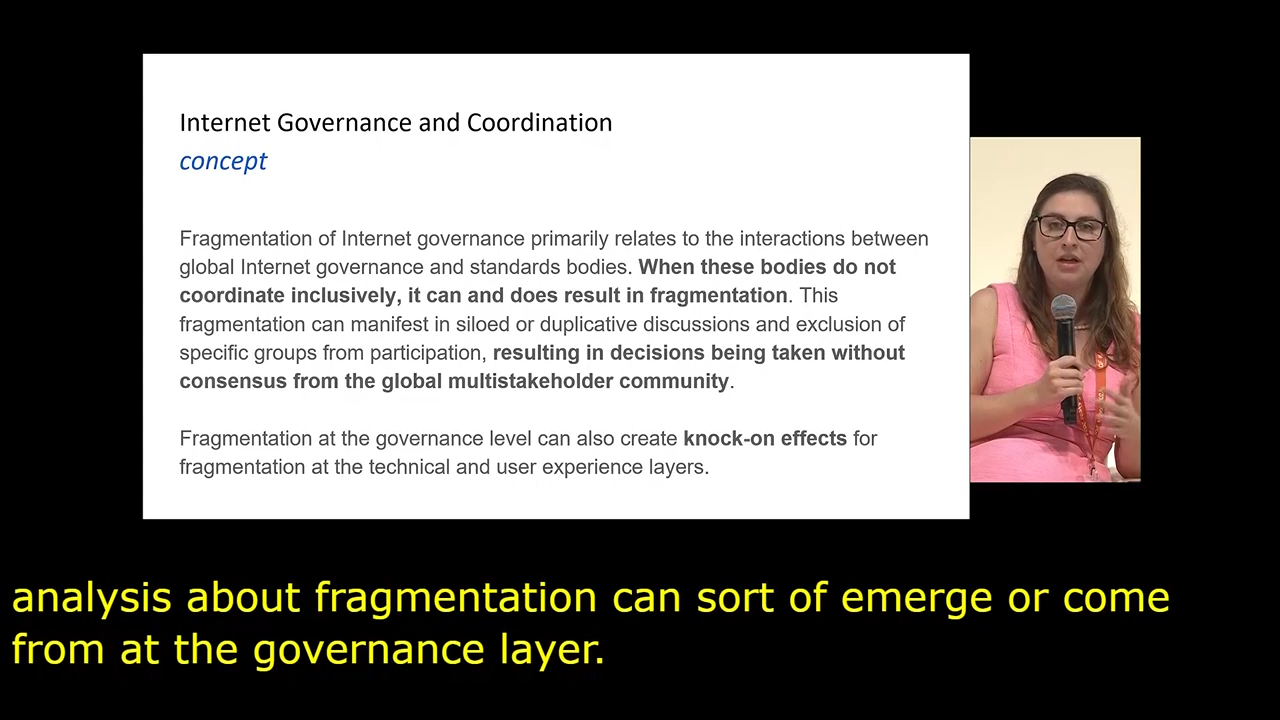 Internet Governance and Coordination
concept
Fragmentation of Internet governance primarily relates to the interactions between
global Internet governance and standards bodies. When these bodies do not
coordinate inclusively, it can and does result in fragmentation. This
fragmentation can manifest in siloed or duplicative discussions and exclusion of
specific groups from participation, resulting in decisions being taken without
consensus from the global multistakeholder community.
Fragmentation at the governance level can also create knock-on effects for
fragmentation at the technical and user experience layers.
analysis about fragmentation can sort of emerge or come
from at the governance layer.